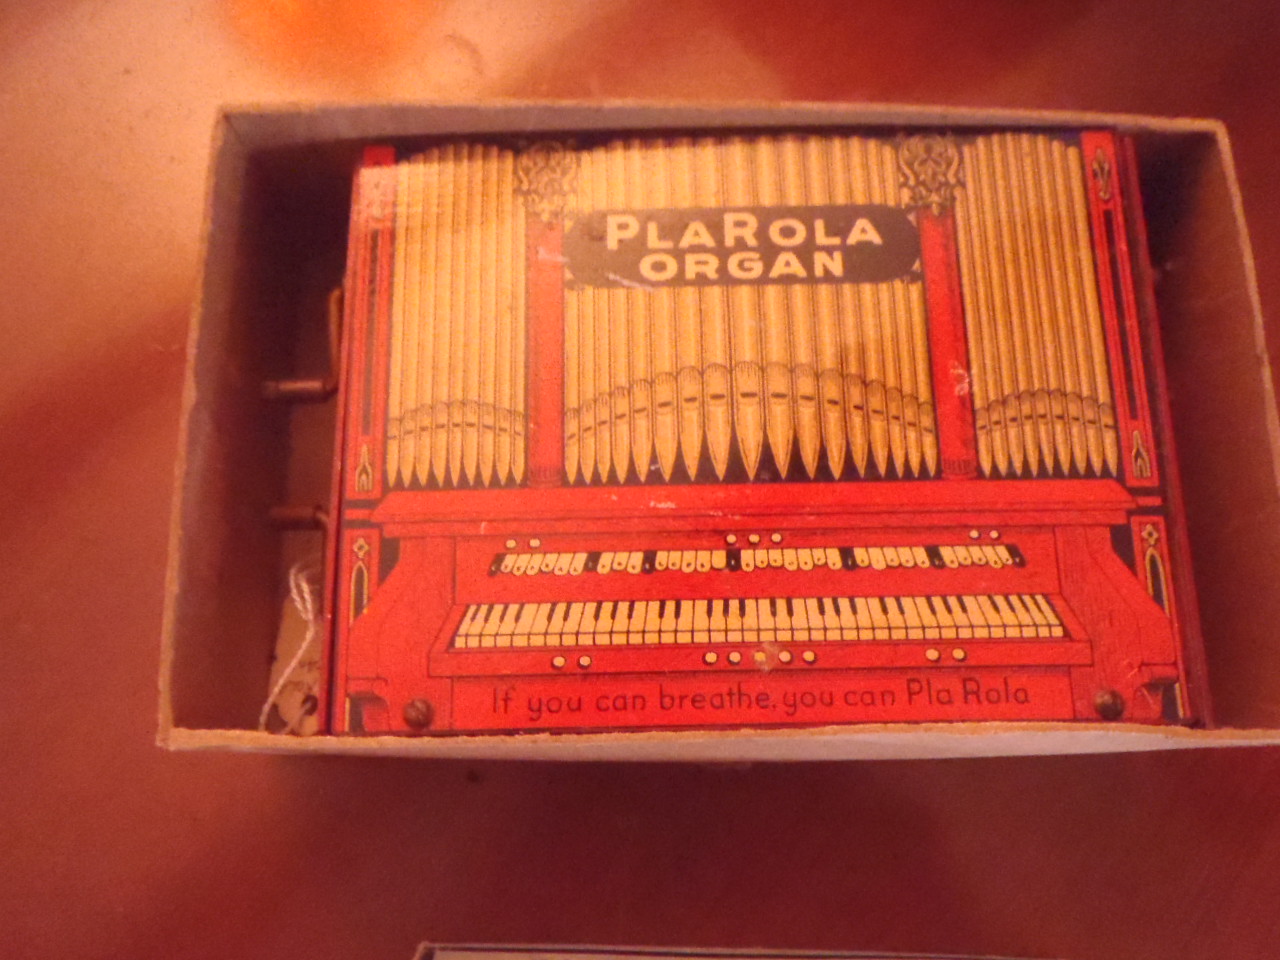 PLAROLA
ORGAN
If you can breathe, you can Pla Rola